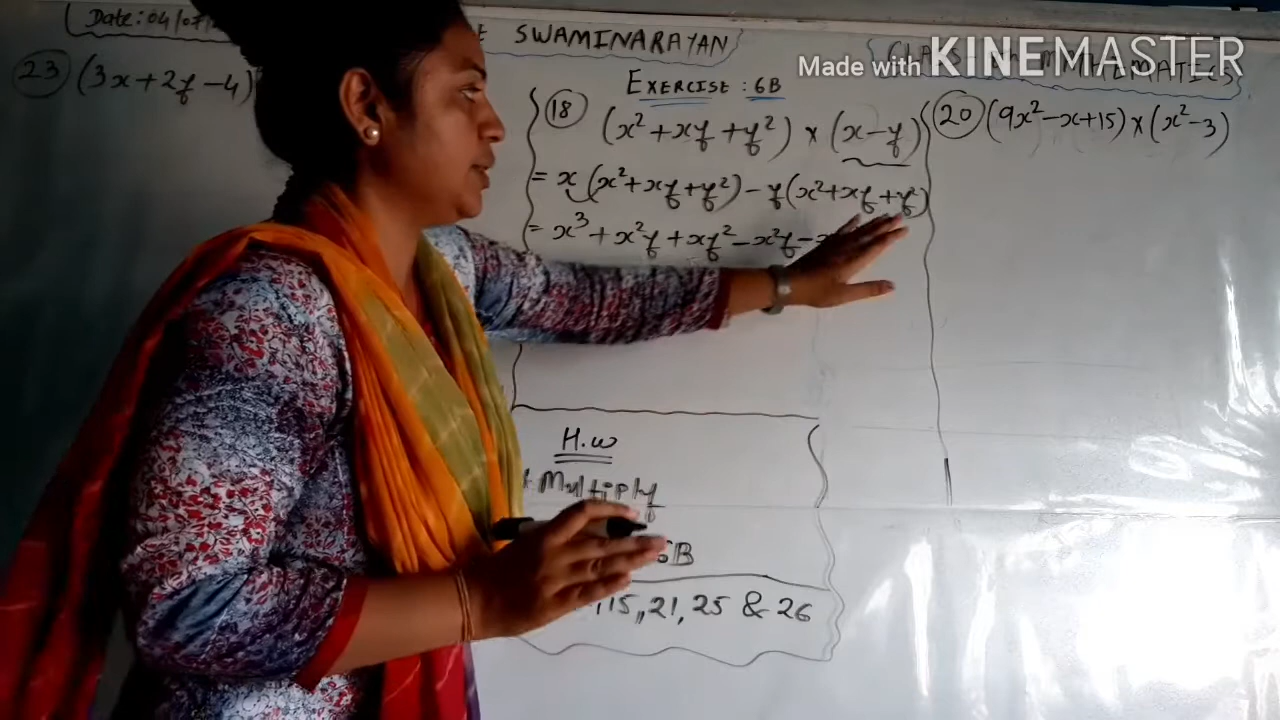 Date: 04/07/
SWAMINARAYAN
Made with KINEMASTER
EXERCISE : 6B
23 (3x+2y-4)
18 (x²+xy+y²) × (x-y)
= x(x²+xy+y²) - y(x²+xy+y²)
= x³ + x²y + xy² - x²y -
20 (9x²-x+15) × (x²-3)
H.W
Multiply
6B
,15,,21, 25 & 26